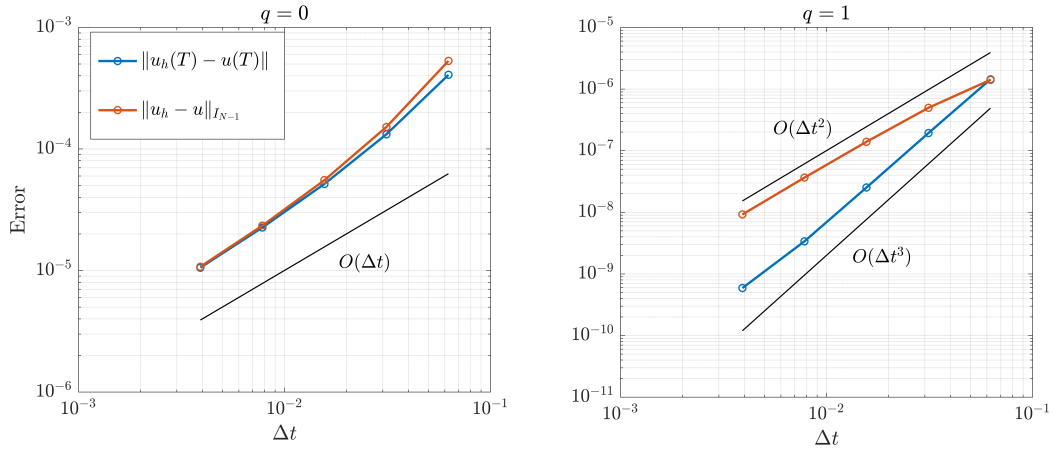 q = 0
10^{-3}
‖u_h(T) − u(T)‖
‖u_h − u‖_{I_{N−1}}
10^{-4}
Error
O(Δt)
10^{-5}
10^{-6}
10^{-3}
10^{-2}
10^{-1}
Δt
q = 1
10^{-5}
10^{-6}
O(Δt^2)
10^{-7}
10^{-8}
O(Δt^3)
10^{-9}
10^{-10}
10^{-11}
10^{-3}
10^{-2}
10^{-1}
Δt